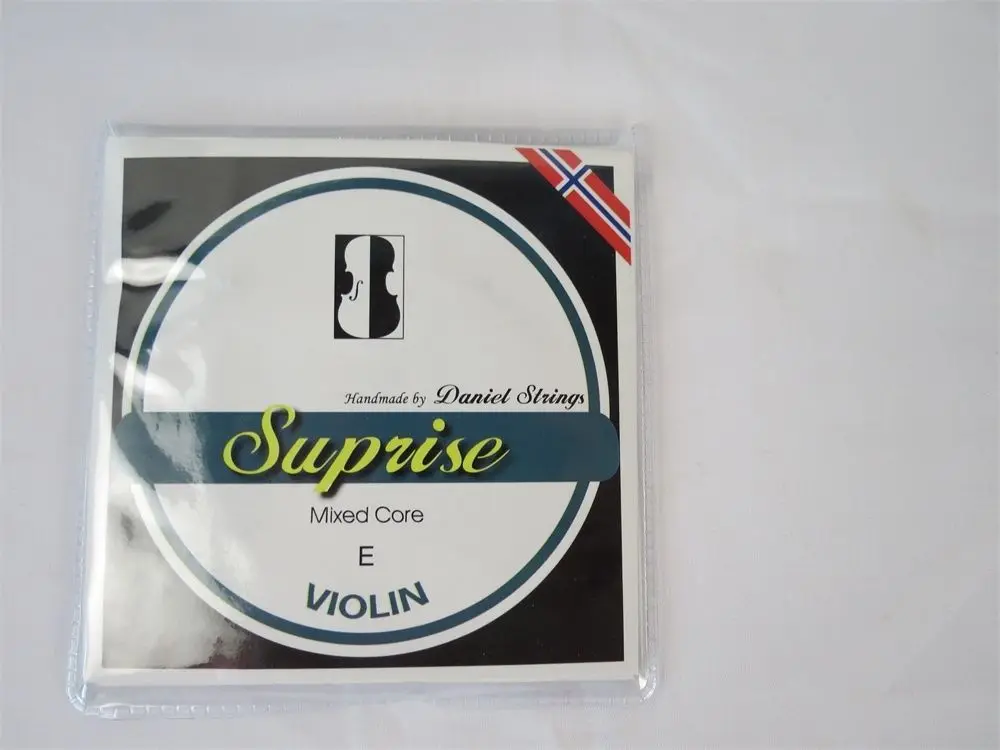 Handmade by Daniel Strings
Suprise
Mixed Core
E
VIOLIN